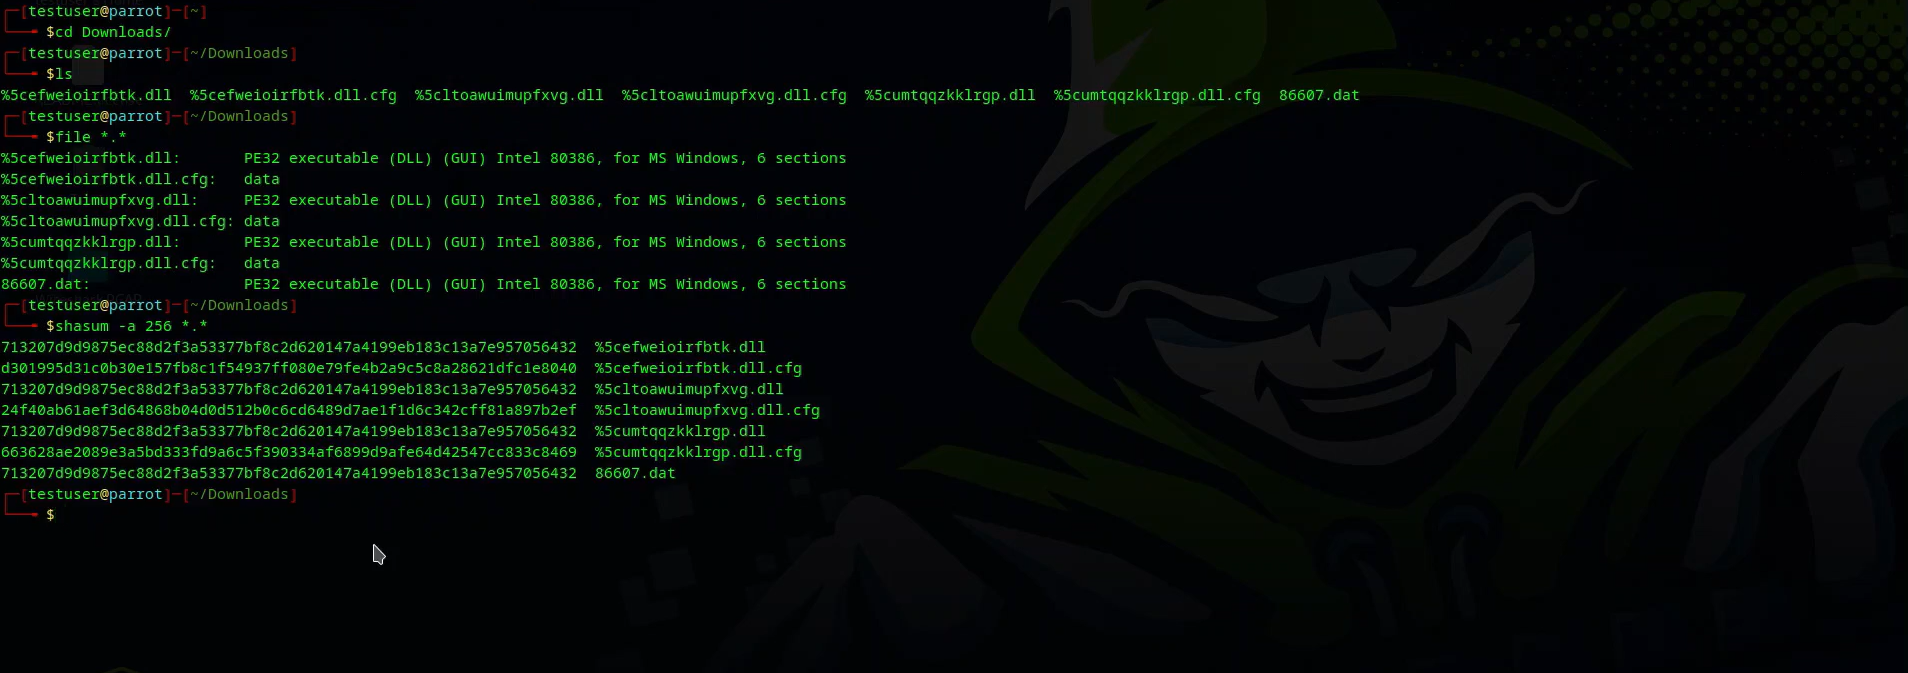 ┌─[testuser@parrot]─[~]
└──╼ $cd Downloads/
┌─[testuser@parrot]─[~/Downloads]
└──╼ $ls
%5cefweioirfbtk.dll  %5cefweioirfbtk.dll.cfg  %5cltoawuimupfxvg.dll  %5cltoawuimupfxvg.dll.cfg  %5cumtqqzkklrgp.dll  %5cumtqqzkklrgp.dll.cfg  86607.dat
┌─[testuser@parrot]─[~/Downloads]
└──╼ $file *.*
%5cefweioirfbtk.dll:       PE32 executable (DLL) (GUI) Intel 80386, for MS Windows, 6 sections
%5cefweioirfbtk.dll.cfg:   data
%5cltoawuimupfxvg.dll:     PE32 executable (DLL) (GUI) Intel 80386, for MS Windows, 6 sections
%5cltoawuimupfxvg.dll.cfg: data
%5cumtqqzkklrgp.dll:       PE32 executable (DLL) (GUI) Intel 80386, for MS Windows, 6 sections
%5cumtqqzkklrgp.dll.cfg:   data
86607.dat:                 PE32 executable (DLL) (GUI) Intel 80386, for MS Windows, 6 sections
┌─[testuser@parrot]─[~/Downloads]
└──╼ $shasum -a 256 *.*
713207d9d9875ec88d2f3a53377bf8c2d620147a4199eb183c13a7e957056432  %5cefweioirfbtk.dll
d301995d31c0b30e157fb8c1f54937ff080e79fe4b2a9c5c8a28621dfc1e8040  %5cefweioirfbtk.dll.cfg
713207d9d9875ec88d2f3a53377bf8c2d620147a4199eb183c13a7e957056432  %5cltoawuimupfxvg.dll
24f40ab61aef3d64868b04d0d512b0c6cd6489d7ae1f1d6c342cff81a897b2ef  %5cltoawuimupfxvg.dll.cfg
713207d9d9875ec88d2f3a53377bf8c2d620147a4199eb183c13a7e957056432  %5cumtqqzkklrgp.dll
663628ae2089e3a5bd333fd9a6c5f390334af6899d9afe64d42547cc833c8469  %5cumtqqzkklrgp.dll.cfg
713207d9d9875ec88d2f3a53377bf8c2d620147a4199eb183c13a7e957056432  86607.dat
┌─[testuser@parrot]─[~/Downloads]
└──╼ $